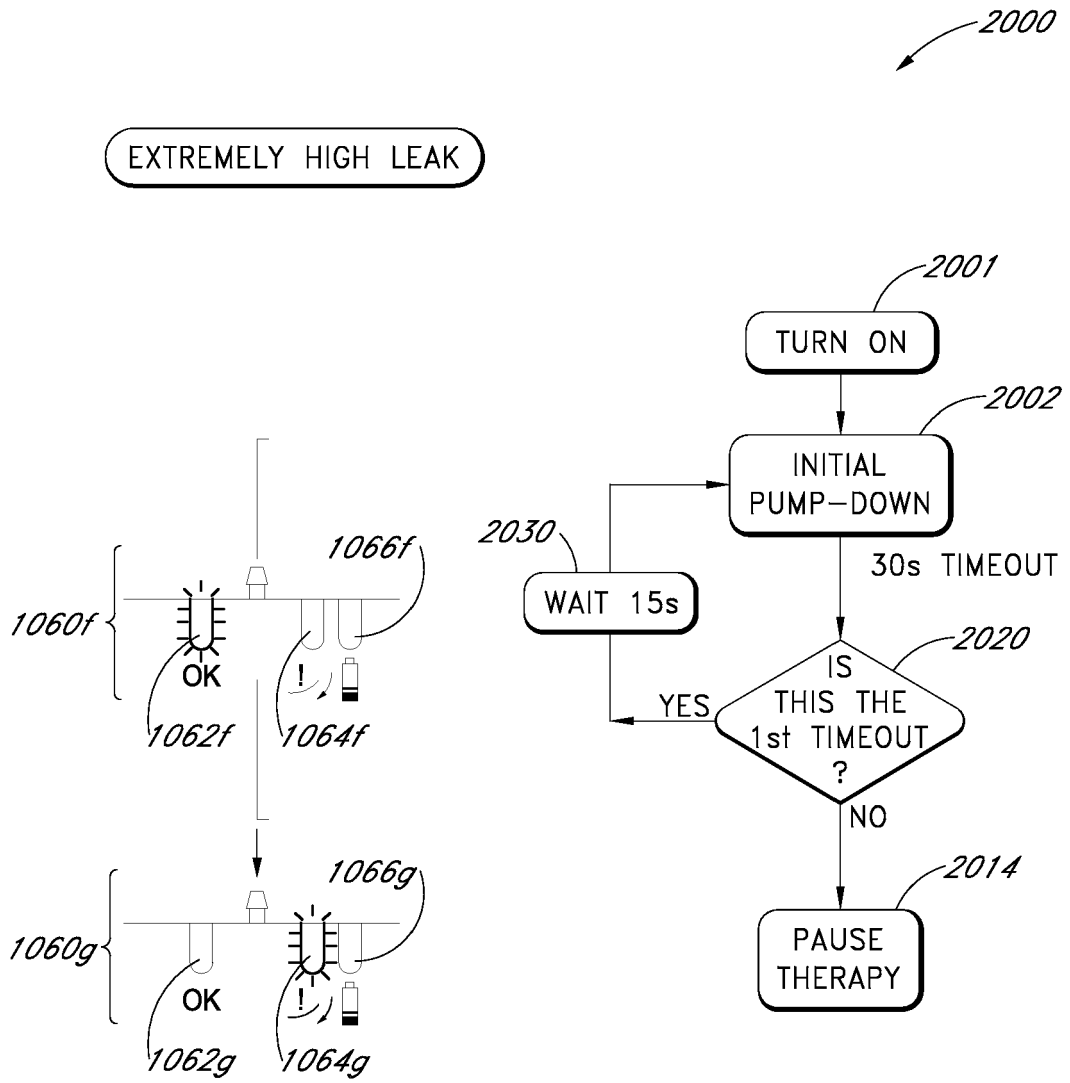 2000
EXTREMELY HIGH LEAK
2001
TURN ON
2002
INITIAL
PUMP-DOWN
2030
30s TIMEOUT
WAIT 15s
2020
IS
THIS THE
1st TIMEOUT
?
YES
NO
2014
PAUSE
THERAPY
1066f
1060f
OK
!
1062f
1064f
1066g
1060g
OK
!
1062g
1064g